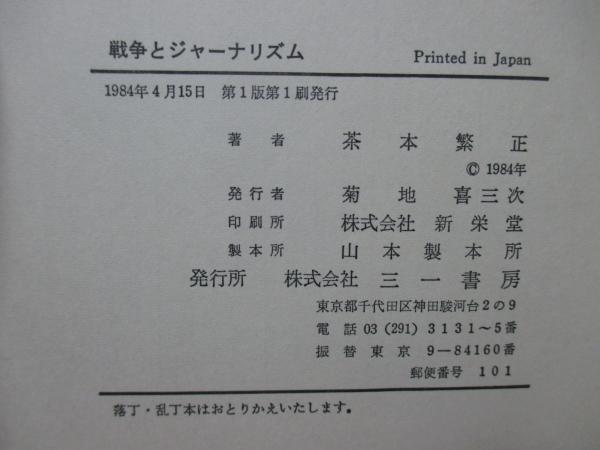 戦争とジャーナリズム Printed in Japan
1984年4月15日 第1版第1刷発行
著者 茶本繁正
© 1984年
発行者 菊地喜三次
印刷所 株式会社 新栄堂
製本所 山本製本所
発行所 株式会社 三一書房
東京都千代田区神田駿河台2の9
電話 03(291)3131〜5番
振替東京 9―84160番
郵便番号 101
落丁・乱丁本はおとりかえいたします。